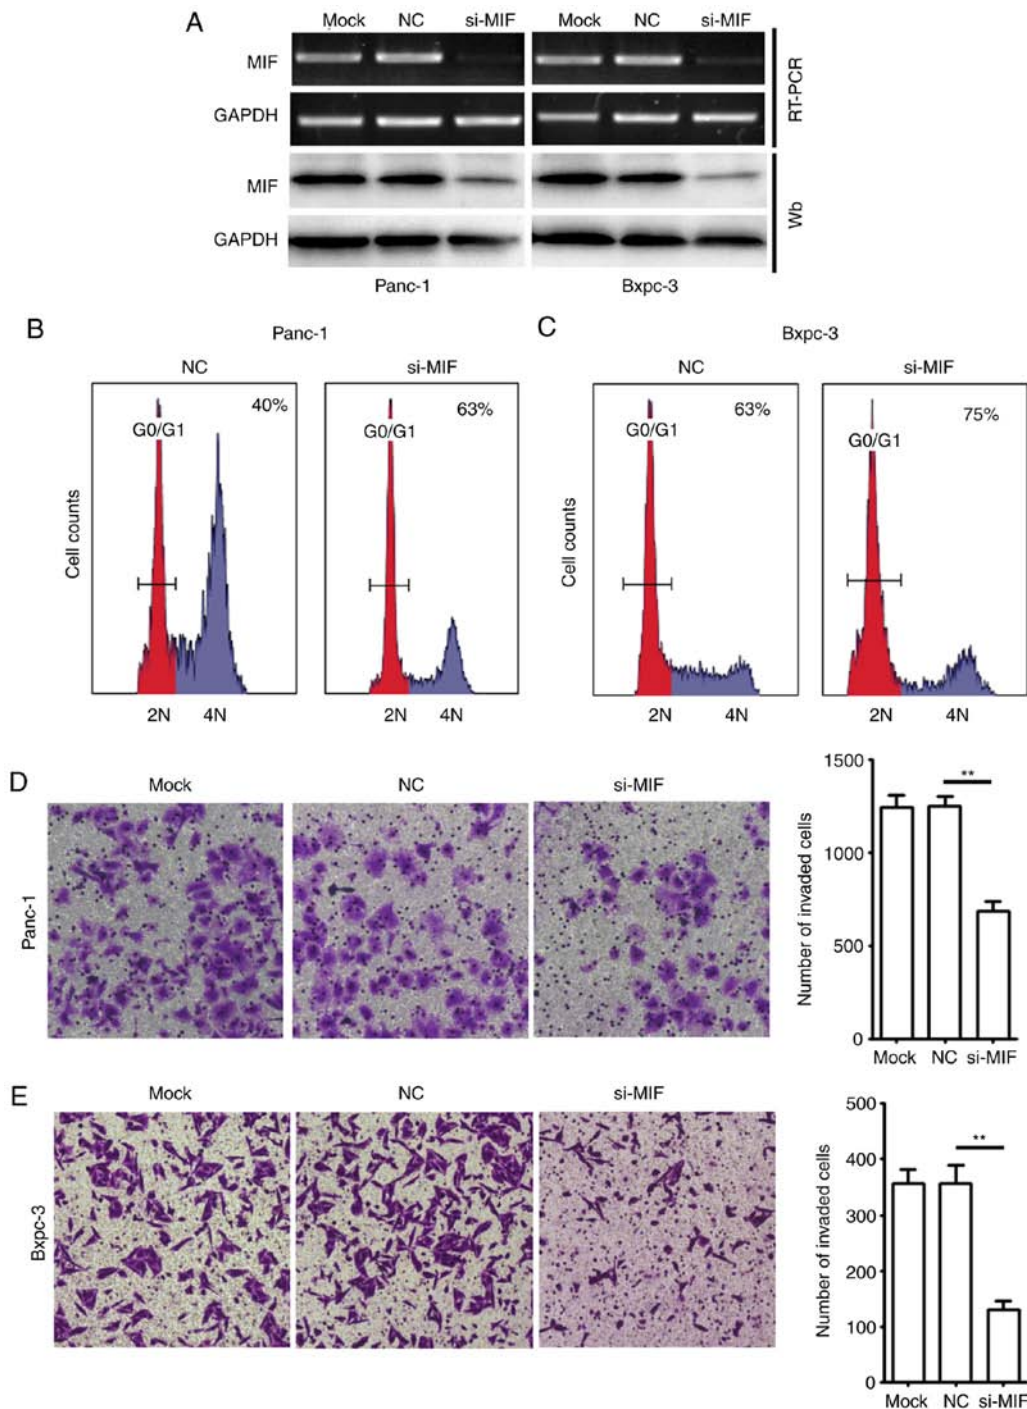 A
Mock NC si-MIF Mock NC si-MIF
MIF
GAPDH
RT-PCR
MIF
GAPDH
Wb
Panc-1 Bxpc-3
B
Panc-1
NC si-MIF
40%
G0/G1
63%
G0/G1
Cell counts
2N 4N 2N 4N
C
Bxpc-3
NC si-MIF
63%
G0/G1
75%
G0/G1
Cell counts
2N 4N 2N 4N
D
Mock NC si-MIF
Panc-1
Number of invaded cells
1500
1000
500
0
**
Mock NC si-MIF
E
Mock NC si-MIF
Bxpc-3
Number of invaded cells
500
400
300
200
100
0
**
Mock NC si-MIF